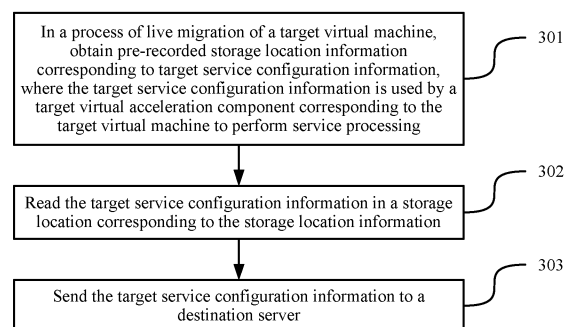 In a process of live migration of a target virtual machine,
obtain pre-recorded storage location information
corresponding to target service configuration information,
where the target service configuration information is used by a
target virtual acceleration component corresponding to the
target virtual machine to perform service processing
301
Read the target service configuration information in a storage
location corresponding to the storage location information
302
Send the target service configuration information to a
destination server
303